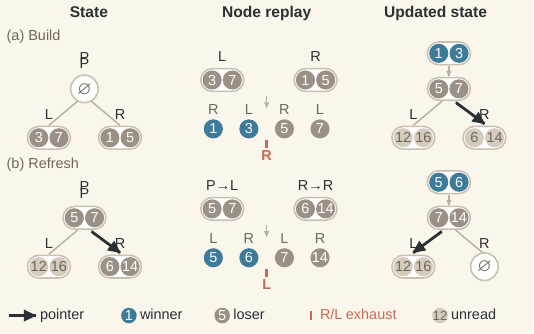 State Node replay Updated state
(a) Build
P
P L R 1 3
∅ 3 7 1 5 5 7
L R R L R L L R
3 7 1 5 1 3 5 7 12 16 6 14
R
(b) Refresh
P
P P→L R→R 5 6
5 7 5 7 6 14 7 14
L R L R L R L R
12 16 6 14 5 6 7 14 12 16 ∅
L
pointer 1 winner 5 loser R/L exhaust 12 unread